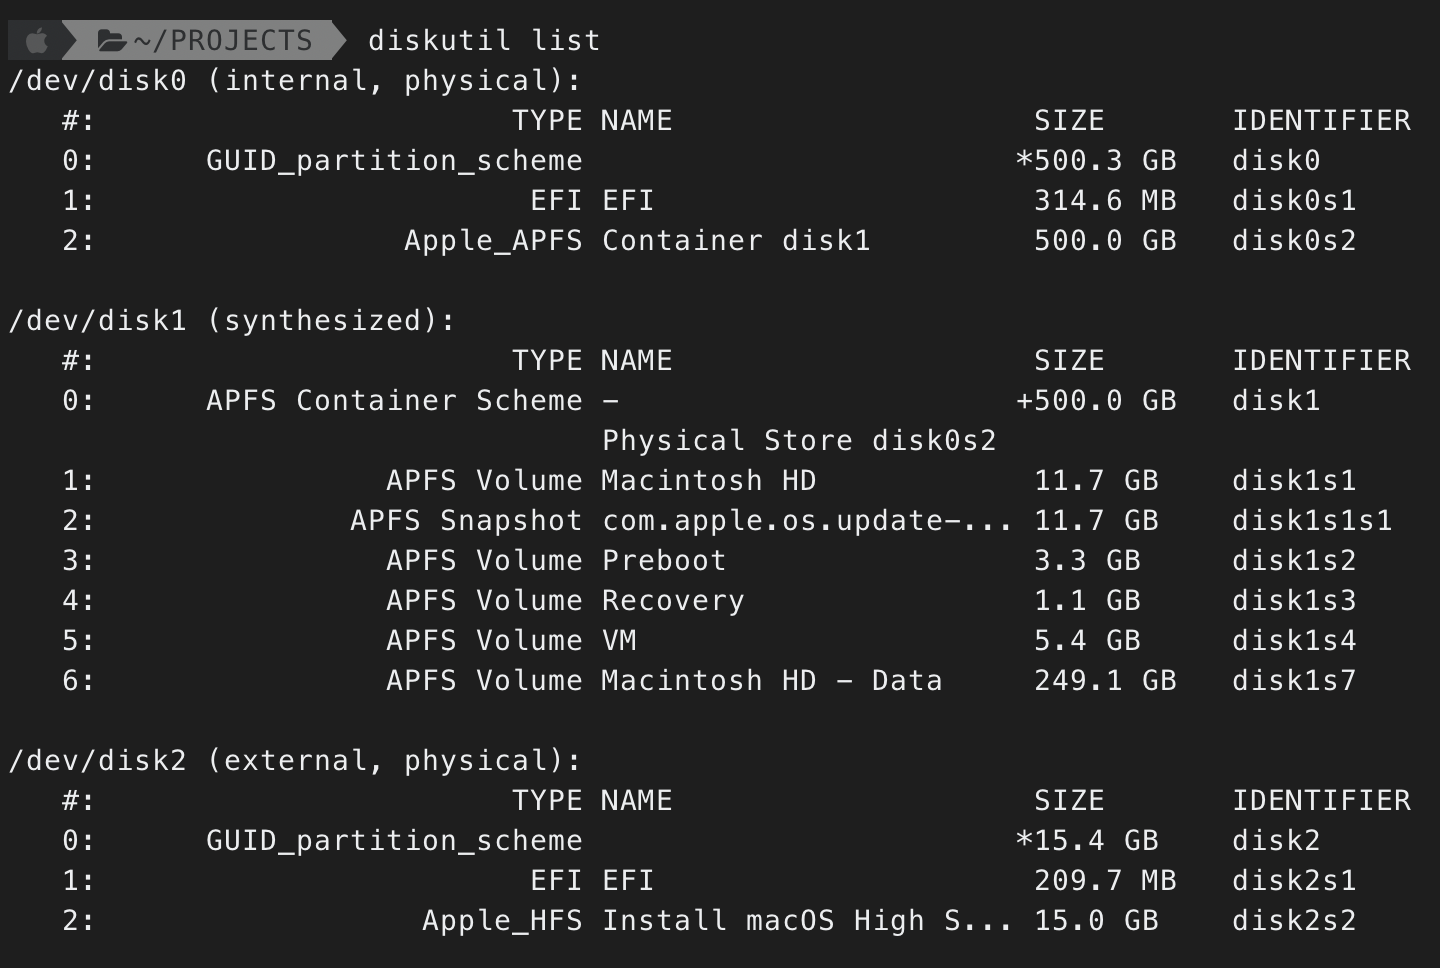 ~/PROJECTS diskutil list
/dev/disk0 (internal, physical):
   #:                       TYPE NAME                    SIZE       IDENTIFIER
   0:      GUID_partition_scheme                        *500.3 GB   disk0
   1:                        EFI EFI                     314.6 MB   disk0s1
   2:                 Apple_APFS Container disk1         500.0 GB   disk0s2

/dev/disk1 (synthesized):
   #:                       TYPE NAME                    SIZE       IDENTIFIER
   0:      APFS Container Scheme -                      +500.0 GB   disk1
                                 Physical Store disk0s2
   1:                APFS Volume Macintosh HD            11.7 GB    disk1s1
   2:              APFS Snapshot com.apple.os.update-... 11.7 GB    disk1s1s1
   3:                APFS Volume Preboot                 3.3 GB     disk1s2
   4:                APFS Volume Recovery                1.1 GB     disk1s3
   5:                APFS Volume VM                      5.4 GB     disk1s4
   6:                APFS Volume Macintosh HD - Data     249.1 GB   disk1s7

/dev/disk2 (external, physical):
   #:                       TYPE NAME                    SIZE       IDENTIFIER
   0:      GUID_partition_scheme                        *15.4 GB    disk2
   1:                        EFI EFI                     209.7 MB   disk2s1
   2:                  Apple_HFS Install macOS High S... 15.0 GB    disk2s2